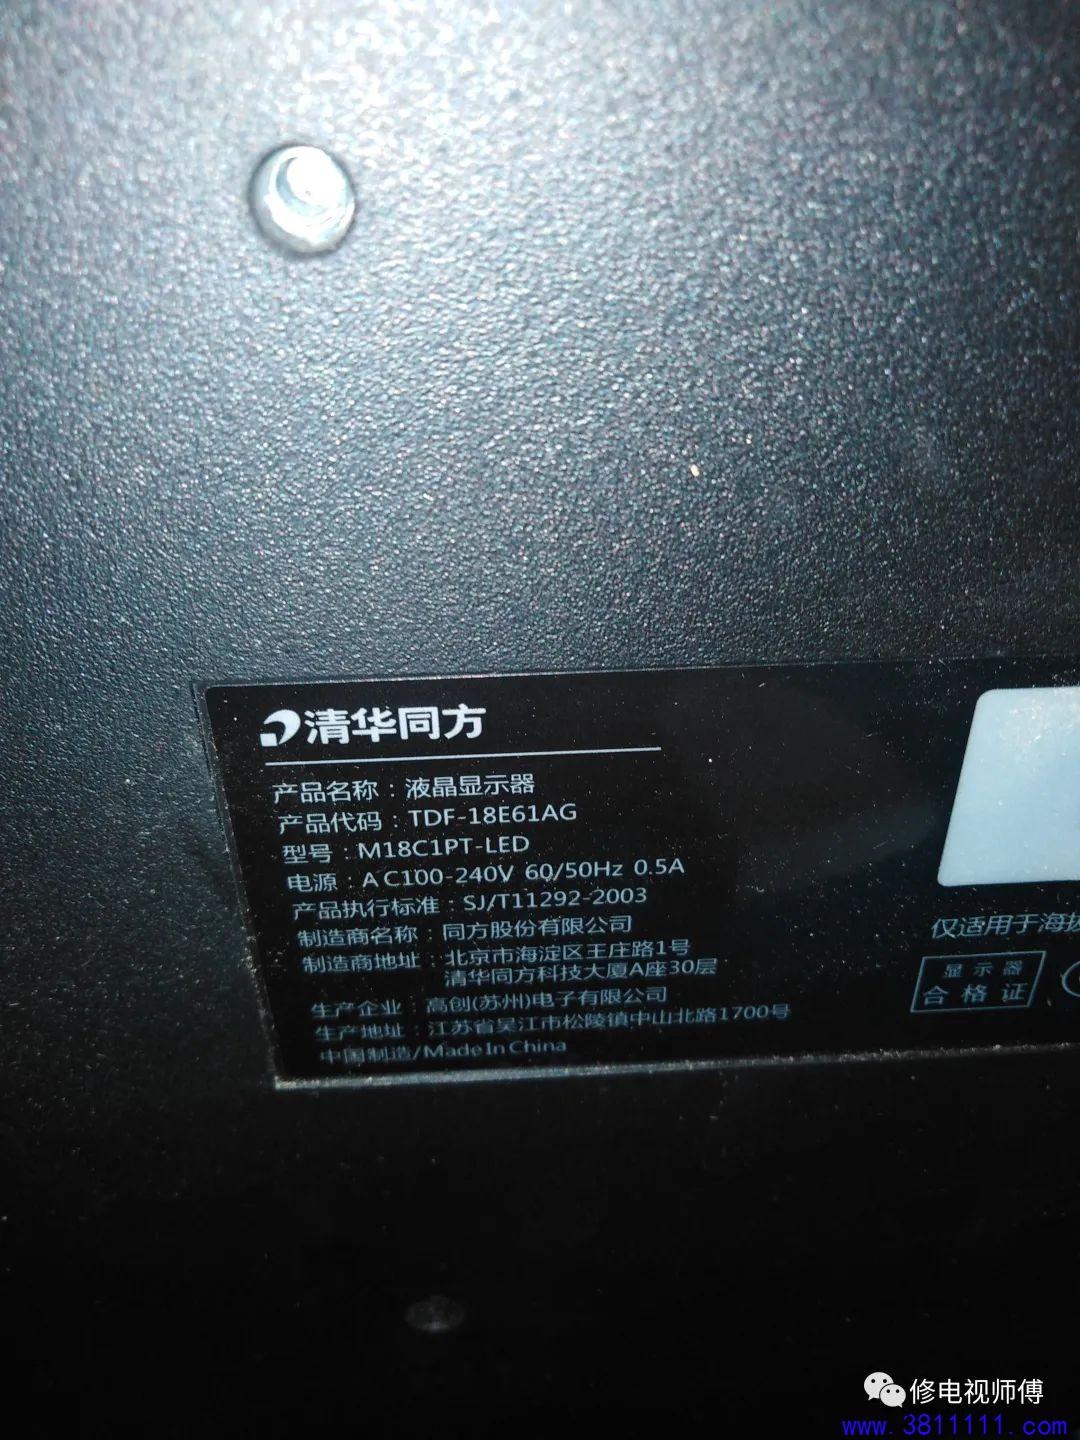 清华同方
产品名称：液晶显示器
产品代码：TDF-18E61AG
型号：M18C1PT-LED
电源：AC100-240V 60/50Hz 0.5A
产品执行标准：SJ/T11292-2003
制造商名称：同方股份有限公司
制造商地址：北京市海淀区王庄路1号
清华同方科技大厦A座30层
生产企业：高创(苏州)电子有限公司
生产地址：江苏省吴江市松陵镇中山北路1700号
中国制造/Made In China
仅适用于海拔
显示器
合格证
修电视师傅
www.3811111.com